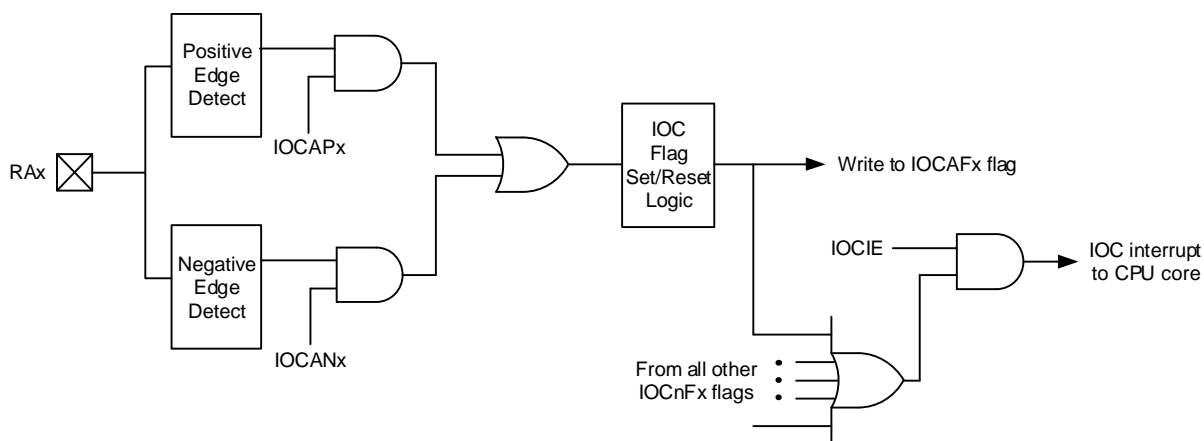 Positive
Edge
Detect
IOCAPx
RAx
Negative
Edge
Detect
IOCANx
IOC
Flag
Set/Reset
Logic
Write to IOCAFx flag
IOCIE
IOC interrupt
to CPU core
From all other
IOCnFx flags